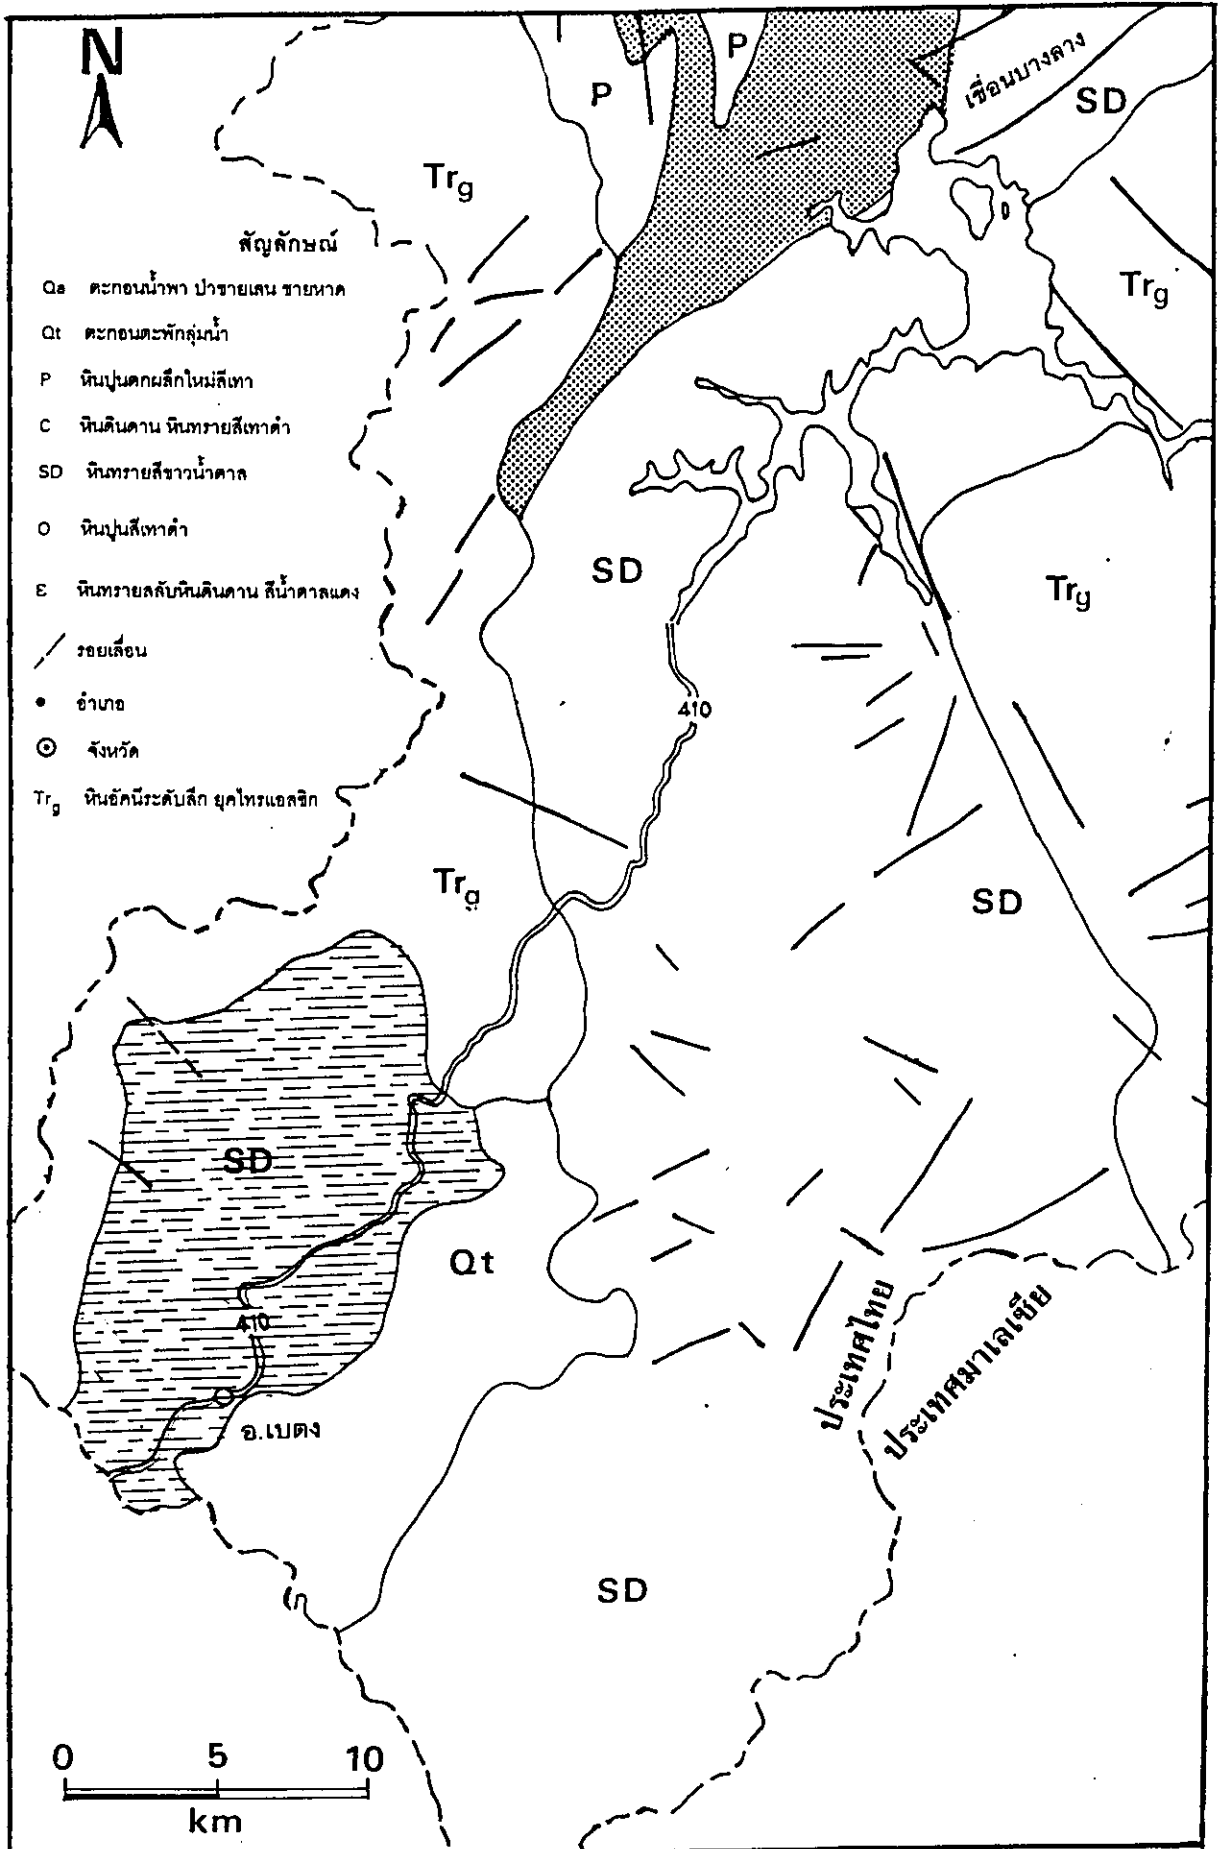 N
P
P
เขื่อนบางลาง
SD
Trg
Trg
สัญลักษณ์
Qa ตะกอนน้ำพา ป่าชายเลน ชายหาด
Qt ตะกอนตะพักลุ่มน้ำ
P หินปูนตกผลึกใหม่สีเทา
C หินดินดาน หินทรายสีเทาดำ
SD หินทรายสีขาวน้ำตาล
O หินปูนสีเทาดำ
Ɛ หินทรายสลับหินดินดาน สีน้ำตาลแดง
รอยเลื่อน
อำเภอ
จังหวัด
Trg หินอัคนีระดับลึก ยุคไทรแอสซิก
SD
Trg
410
Trg
SD
SD
Qt
410
อ.เบตง
ประเทศไทย
ประเทศมาเลเซีย
SD
0 5 10
km